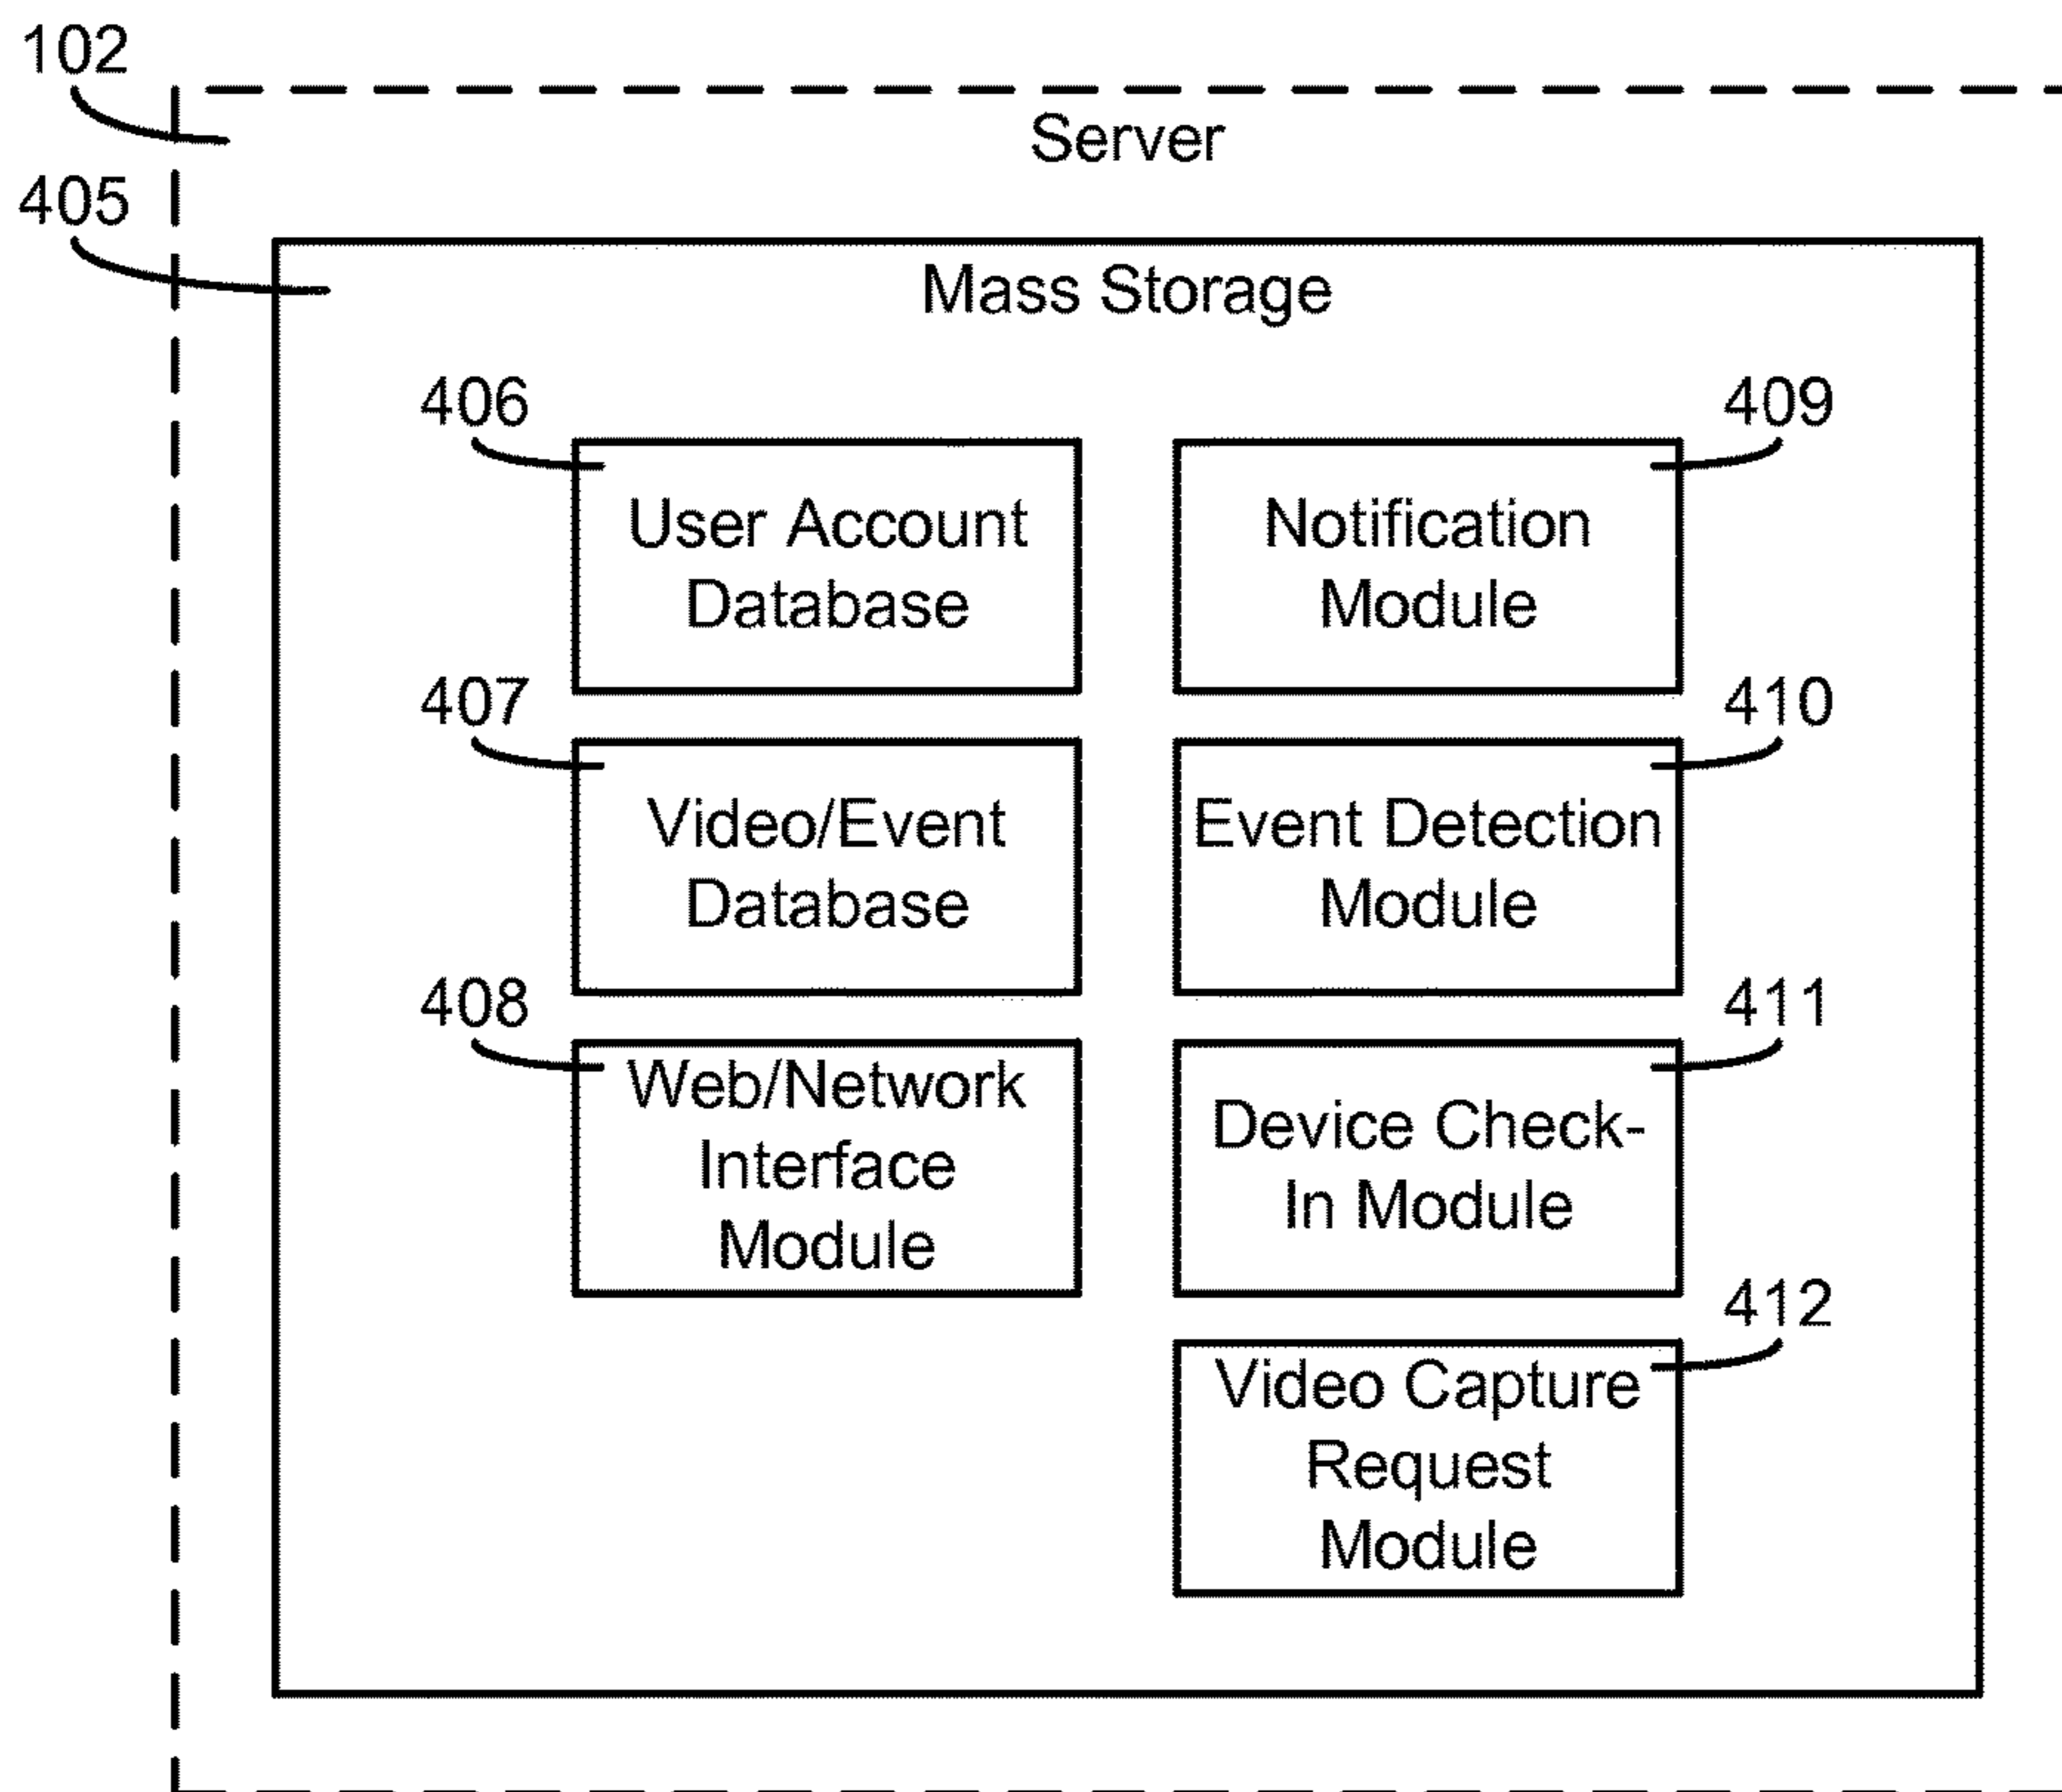 102
Server
405
Mass Storage
406
User Account
Database
409
Notification
Module
407
Video/Event
Database
410
Event Detection
Module
408
Web/Network
Interface
Module
411
Device Check-
In Module
412
Video Capture
Request
Module